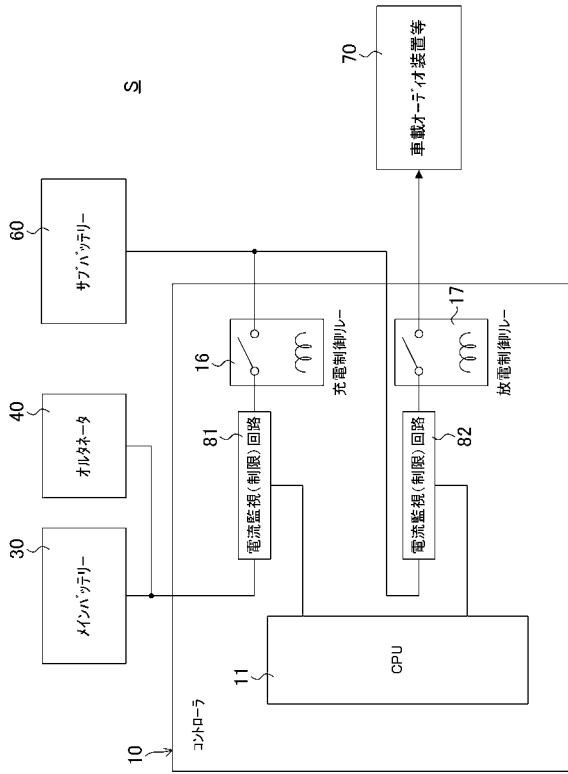 S
10
コントローラ
11
CPU
30
メインバッテリー
40
オルタネータ
60
サブバッテリー
81
電流監視(制限)回路
16
充電制御リレー
82
電流監視(制限)回路
17
放電制御リレー
70
車載オーディオ装置等